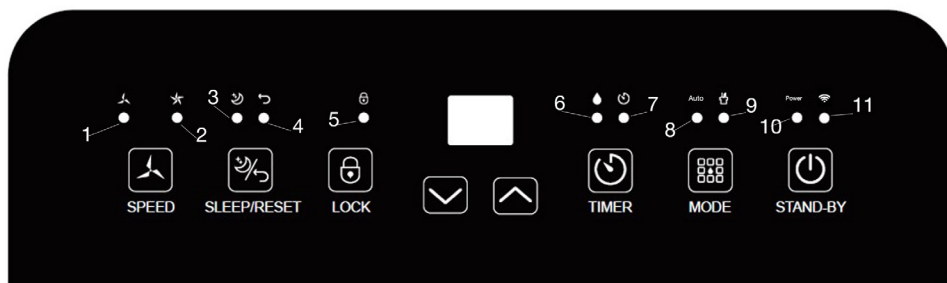 Auto
Power
1 2 3 4 5 6 7 8 9 10 11
SPEED SLEEP/RESET LOCK TIMER MODE STAND-BY